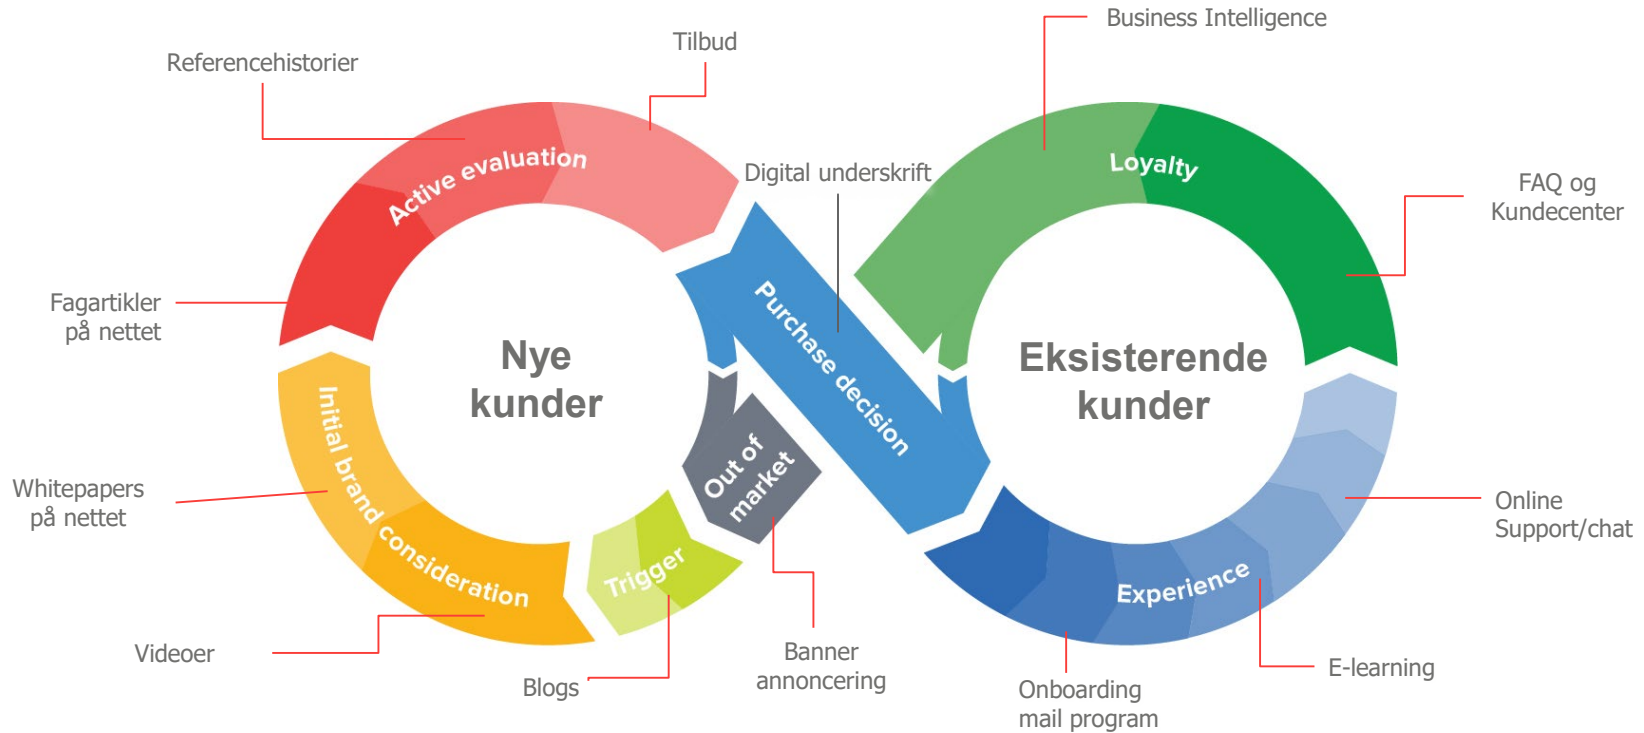 Business Intelligence
Tilbud
Referencehistorier
Active evaluation
Loyalty
Digital underskrift
FAQ og
Kundecenter
Fagartikler
på nettet
Purchase decision
Nye
kunder
Eksisterende
kunder
Initial brand consideration
Out of
market
Whitepapers
på nettet
Online
Support/chat
Trigger
Experience
Videoer
Blogs
Banner
annoncering
E-learning
Onboarding
mail program